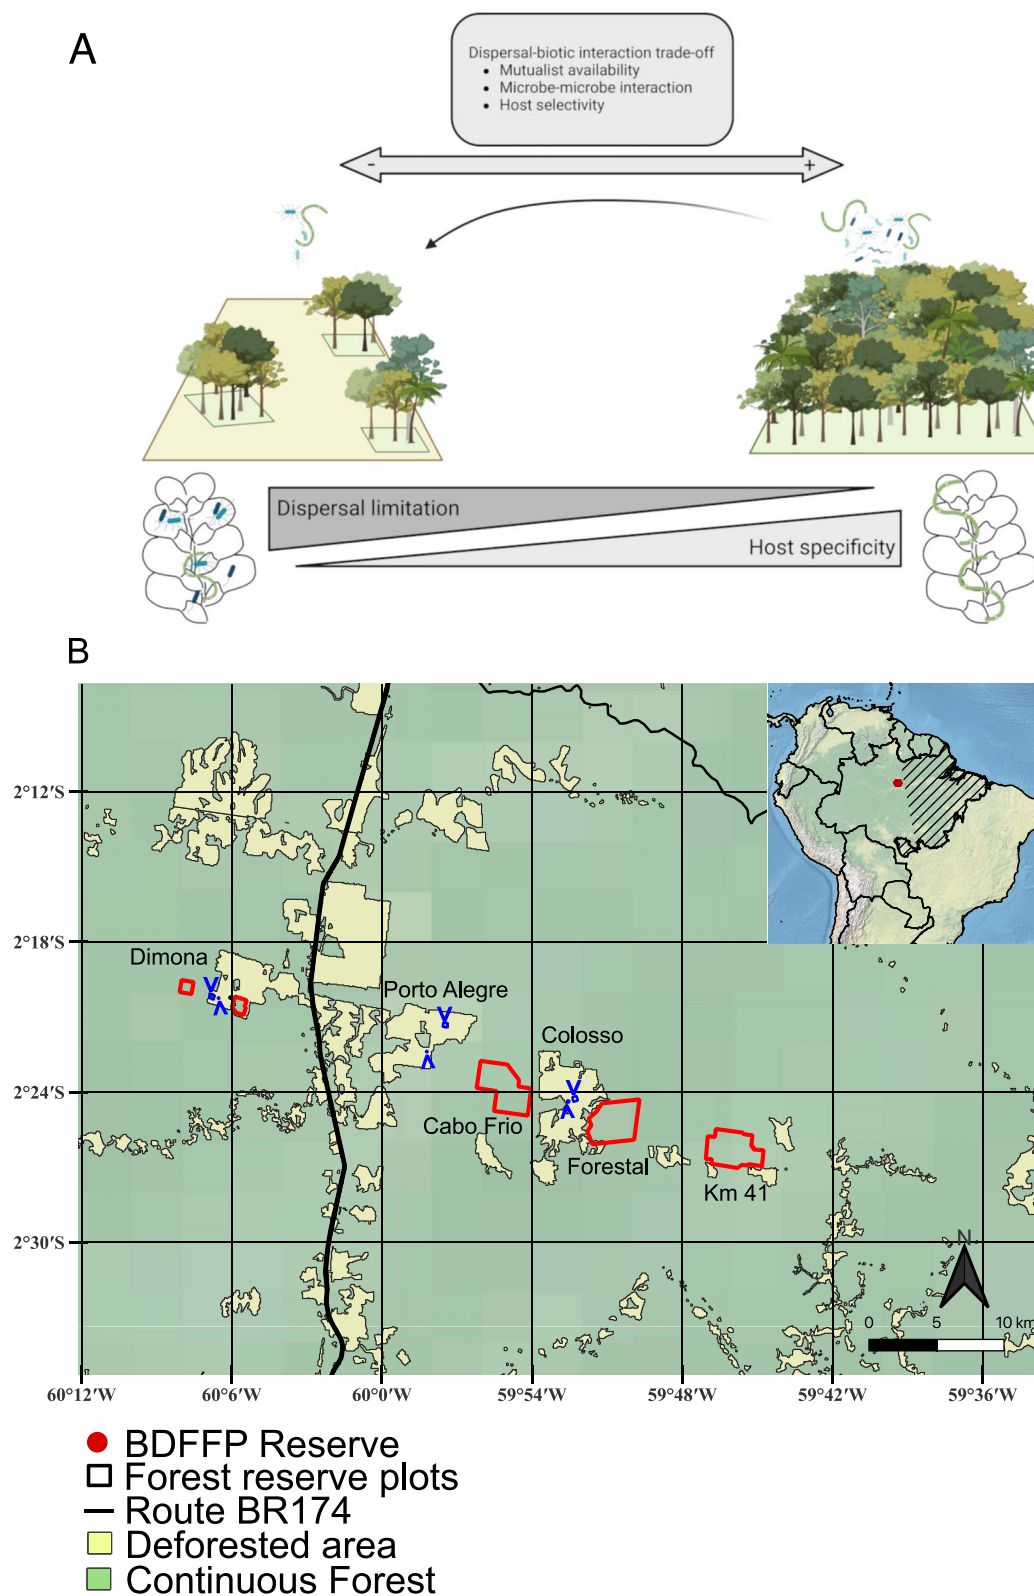 A
Dispersal-biotic interaction trade-off
• Mutualist availability
• Microbe-microbe interaction
• Host selectivity
-
+
Dispersal limitation
Host specificity
B
2°12'S
2°18'S
2°24'S
2°30'S
Dimona
Porto Alegre
Colosso
Cabo Frio
Forestal
Km 41
N
0 5 10 km
60°12'W 60°6'W 60°0'W 59°54'W 59°48'W 59°42'W 59°36'W
BDFFP Reserve
Forest reserve plots
Route BR174
Deforested area
Continuous Forest